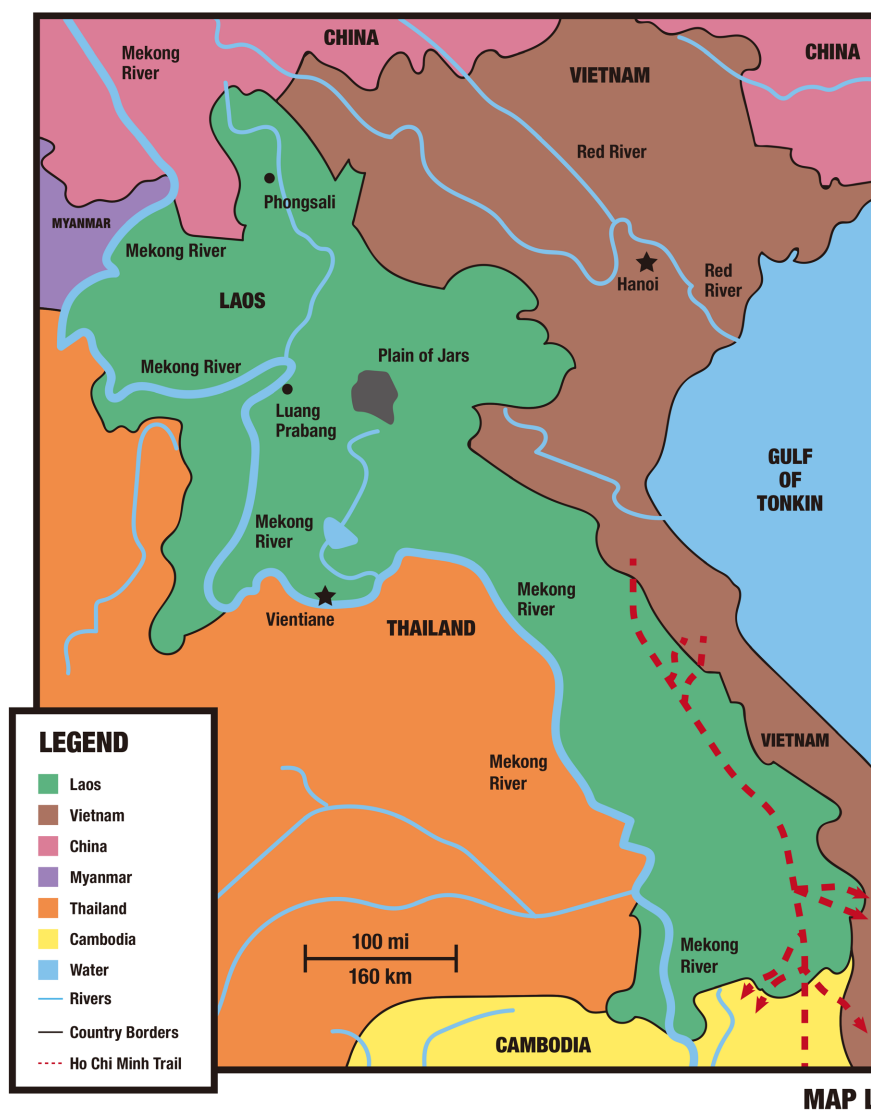 CHINA
CHINA
Mekong
River
VIETNAM
Red River
Phongsali
MYANMAR
Mekong River
Red
River
Hanoi
LAOS
Plain of Jars
Mekong River
Luang
Prabang
GULF
OF
TONKIN
Mekong
River
Mekong
River
Vientiane
THAILAND
VIETNAM
Mekong
River
LEGEND
Laos
Vietnam
China
Myanmar
Thailand
Cambodia
Water
Rivers
Country Borders
Ho Chi Minh Trail
100 mi
160 km
Mekong
River
CAMBODIA
MAP L